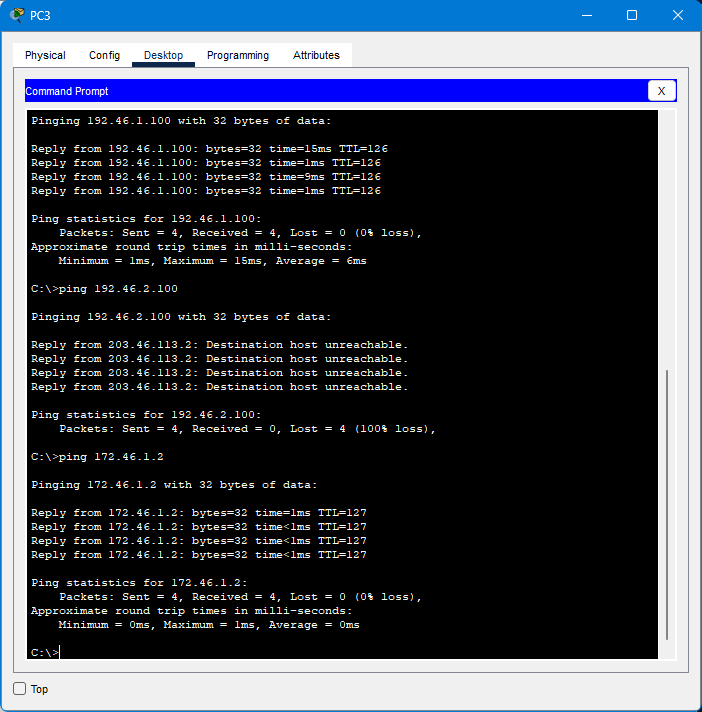 PC3
Physical Config Desktop Programming Attributes
Command Prompt X
Pinging 192.46.1.100 with 32 bytes of data:
Reply from 192.46.1.100: bytes=32 time=15ms TTL=126
Reply from 192.46.1.100: bytes=32 time=1ms TTL=126
Reply from 192.46.1.100: bytes=32 time=9ms TTL=126
Reply from 192.46.1.100: bytes=32 time=1ms TTL=126
Ping statistics for 192.46.1.100:
Packets: Sent = 4, Received = 4, Lost = 0 (0% loss),
Approximate round trip times in milli-seconds:
Minimum = 1ms, Maximum = 15ms, Average = 6ms
C:\>ping 192.46.2.100
Pinging 192.46.2.100 with 32 bytes of data:
Reply from 203.46.113.2: Destination host unreachable.
Reply from 203.46.113.2: Destination host unreachable.
Reply from 203.46.113.2: Destination host unreachable.
Reply from 203.46.113.2: Destination host unreachable.
Ping statistics for 192.46.2.100:
Packets: Sent = 4, Received = 0, Lost = 4 (100% loss),
C:\>ping 172.46.1.2
Pinging 172.46.1.2 with 32 bytes of data:
Reply from 172.46.1.2: bytes=32 time=1ms TTL=127
Reply from 172.46.1.2: bytes=32 time<1ms TTL=127
Reply from 172.46.1.2: bytes=32 time<1ms TTL=127
Reply from 172.46.1.2: bytes=32 time<1ms TTL=127
Ping statistics for 172.46.1.2:
Packets: Sent = 4, Received = 4, Lost = 0 (0% loss),
Approximate round trip times in milli-seconds:
Minimum = 0ms, Maximum = 1ms, Average = 0ms
C:\>
Top